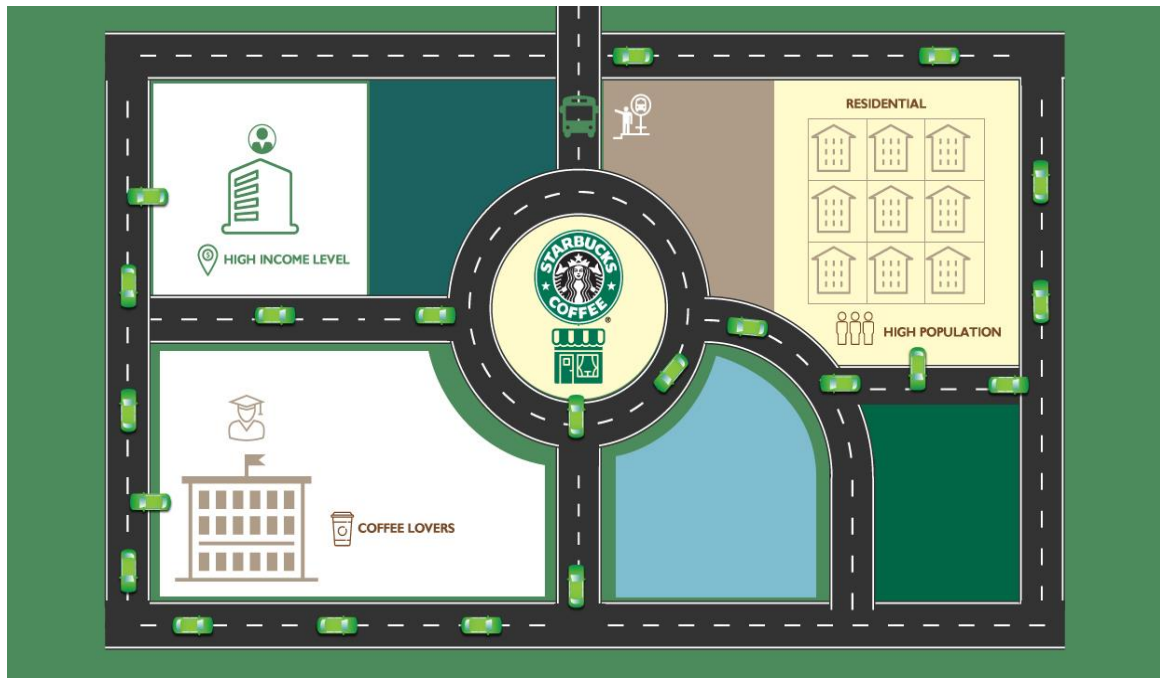 RESIDENTIAL
HIGH INCOME LEVEL
STARBUCKS
COFFEE
®
HIGH POPULATION
COFFEE LOVERS